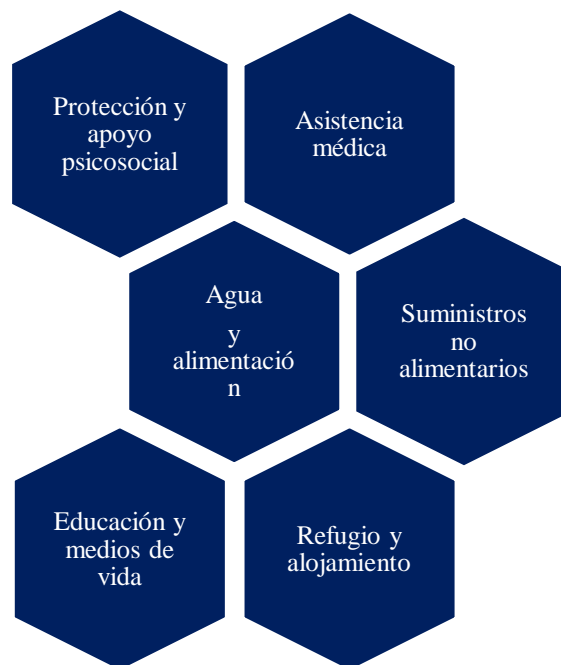 Protección y
apoyo
psicosocial
Asistencia
médica
Agua
y
alimentació
n
Suministros
no
alimentarios
Educación y
medios de
vida
Refugio y
alojamiento